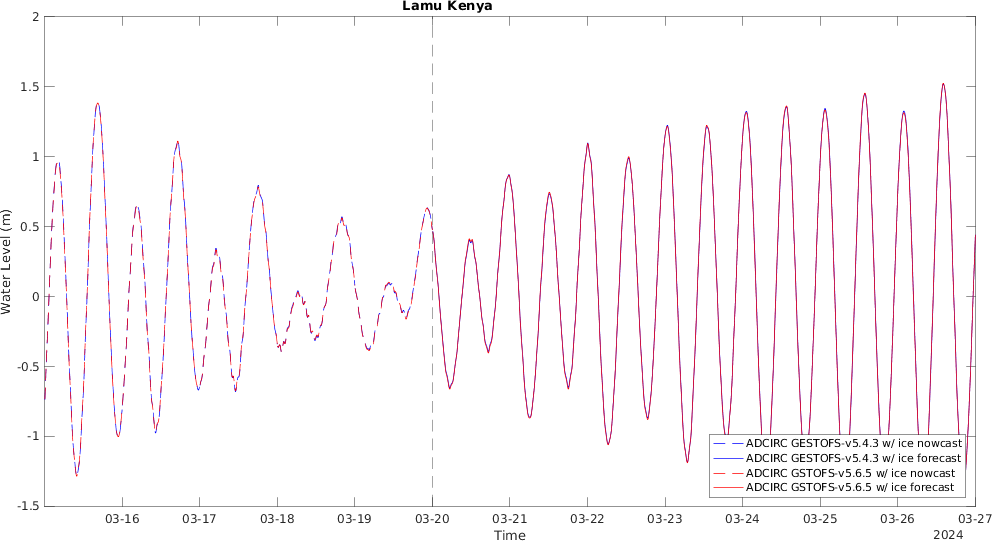 Lamu Kenya
2
1.5
1
0.5
0
-0.5
-1
-1.5
Water Level (m)
03-16 03-17 03-18 03-19 03-20 03-21 03-22 03-23 03-24 03-25 03-26 03-27
Time
2024
ADCIRC GESTOFS-v5.4.3 w/ ice nowcast
ADCIRC GESTOFS-v5.4.3 w/ ice forecast
ADCIRC GSTOFS-v5.6.5 w/ ice nowcast
ADCIRC GSTOFS-v5.6.5 w/ ice forecast